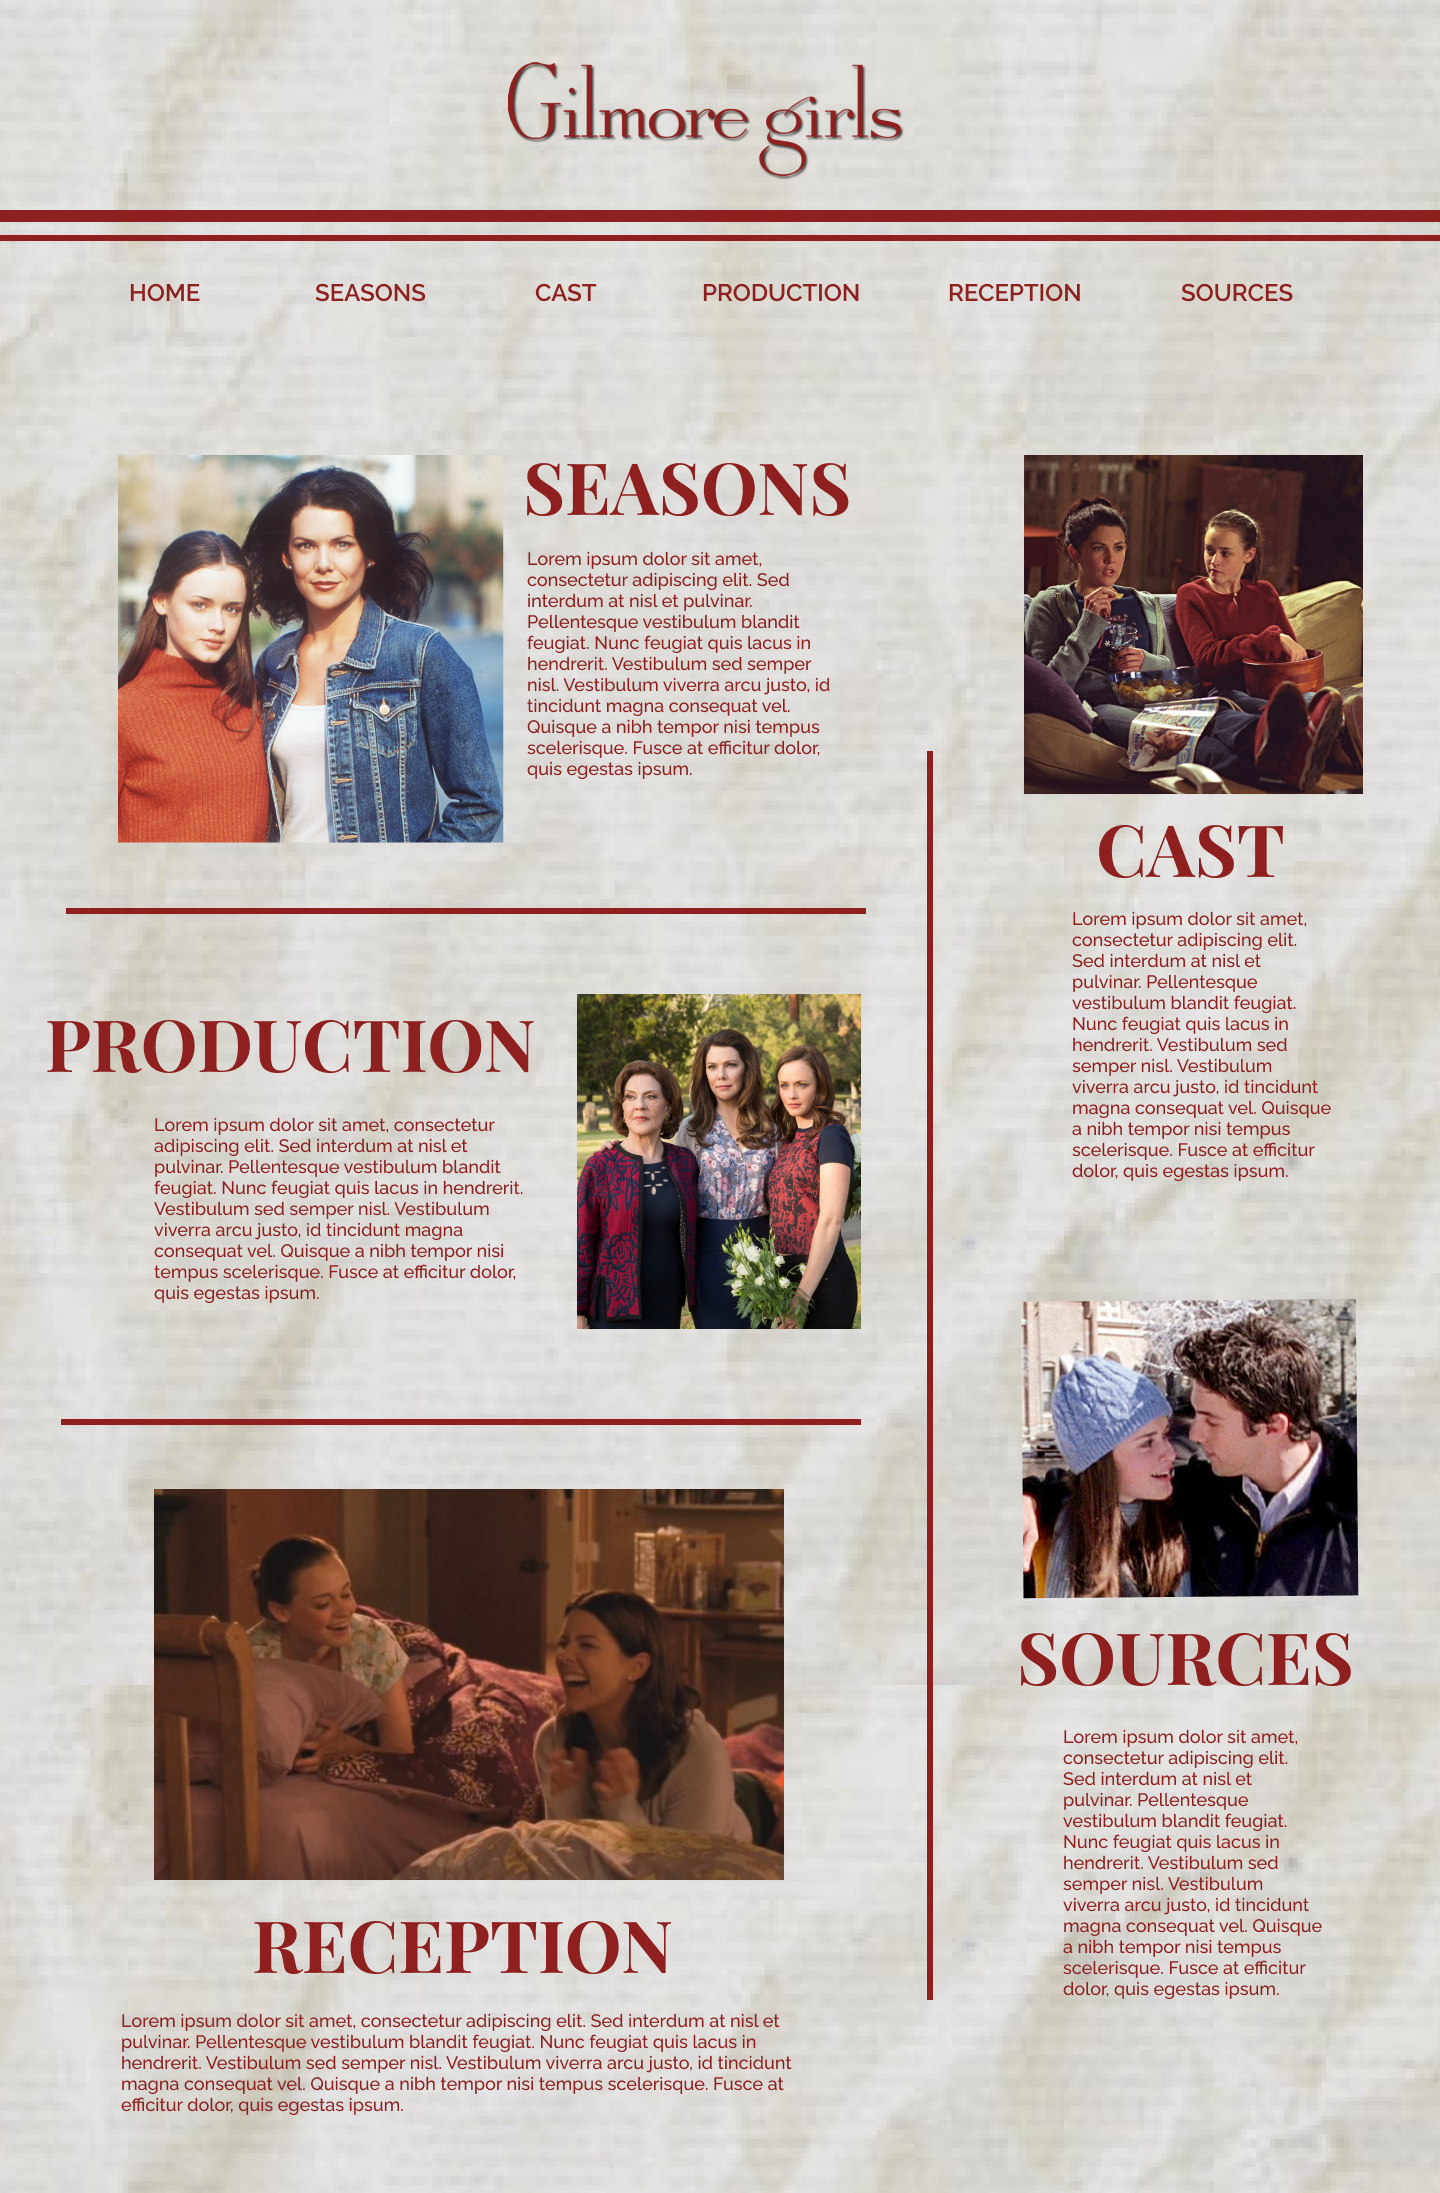 Gilmore girls
HOME SEASONS CAST PRODUCTION RECEPTION SOURCES
SEASONS
Lorem ipsum dolor sit amet,
consectetur adipiscing elit. Sed
interdum at nisl et pulvinar.
Pellentesque vestibulum blandit
feugiat. Nunc feugiat quis lacus in
hendrerit. Vestibulum sed semper
nisl. Vestibulum viverra arcu justo, id
tincidunt magna consequat vel.
Quisque a nibh tempor nisi tempus
scelerisque. Fusce at efficitur dolor,
quis egestas ipsum.
PRODUCTION
Lorem ipsum dolor sit amet, consectetur
adipiscing elit. Sed interdum at nisl et
pulvinar. Pellentesque vestibulum blandit
feugiat. Nunc feugiat quis lacus in hendrerit.
Vestibulum sed semper nisl. Vestibulum
viverra arcu justo, id tincidunt magna
consequat vel. Quisque a nibh tempor nisi
tempus scelerisque. Fusce at efficitur dolor,
quis egestas ipsum.
RECEPTION
Lorem ipsum dolor sit amet, consectetur adipiscing elit. Sed interdum at nisl et
pulvinar. Pellentesque vestibulum blandit feugiat. Nunc feugiat quis lacus in
hendrerit. Vestibulum sed semper nisl. Vestibulum viverra arcu justo, id tincidunt
magna consequat vel. Quisque a nibh tempor nisi tempus scelerisque. Fusce at
efficitur dolor, quis egestas ipsum.
CAST
Lorem ipsum dolor sit amet,
consectetur adipiscing elit.
Sed interdum at nisl et
pulvinar. Pellentesque
vestibulum blandit feugiat.
Nunc feugiat quis lacus in
hendrerit. Vestibulum sed
semper nisl. Vestibulum
viverra arcu justo, id tincidunt
magna consequat vel. Quisque
a nibh tempor nisi tempus
scelerisque. Fusce at efficitur
dolor, quis egestas ipsum.
SOURCES
Lorem ipsum dolor sit amet,
consectetur adipiscing elit.
Sed interdum at nisl et
pulvinar. Pellentesque
vestibulum blandit feugiat.
Nunc feugiat quis lacus in
hendrerit. Vestibulum sed
semper nisl. Vestibulum
viverra arcu justo, id tincidunt
magna consequat vel. Quisque
a nibh tempor nisi tempus
scelerisque. Fusce at efficitur
dolor, quis egestas ipsum.